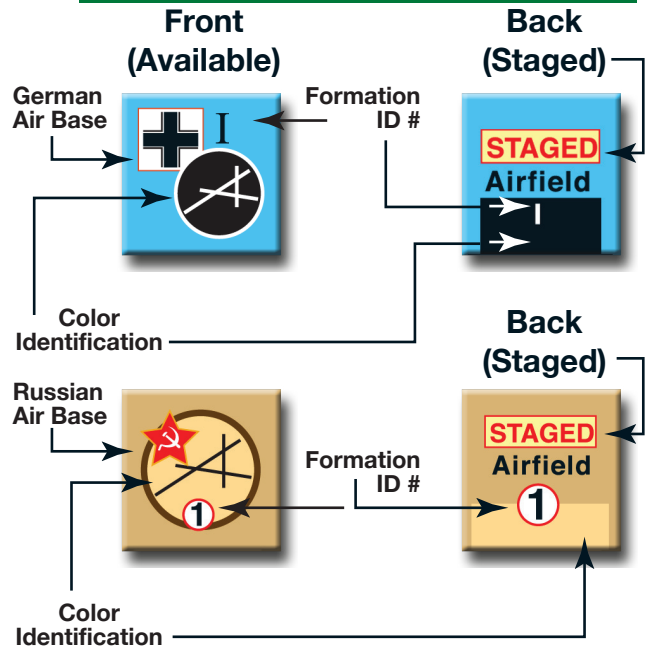 Front
(Available)
Back
(Staged)
German
Air Base
Formation
ID #
I
STAGED
Airfield
I
Color
Identification
Back
(Staged)
Russian
Air Base
Formation
ID #
1
STAGED
Airfield
1
Color
Identification